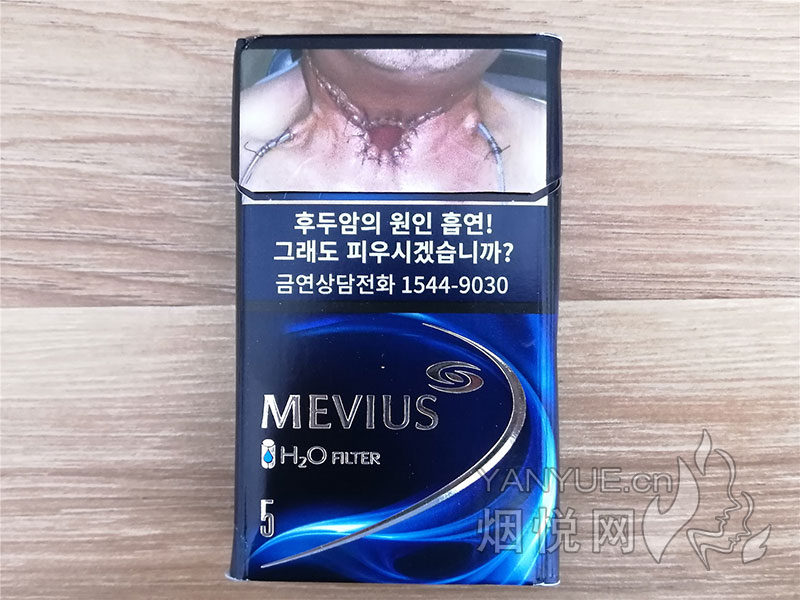 후두암의 원인 흡연!
그래도 피우시겠습니까?
금연상담전화 1544-9030
MEVIUS
H₂O FILTER
5
YANYUE.cn
烟悦网